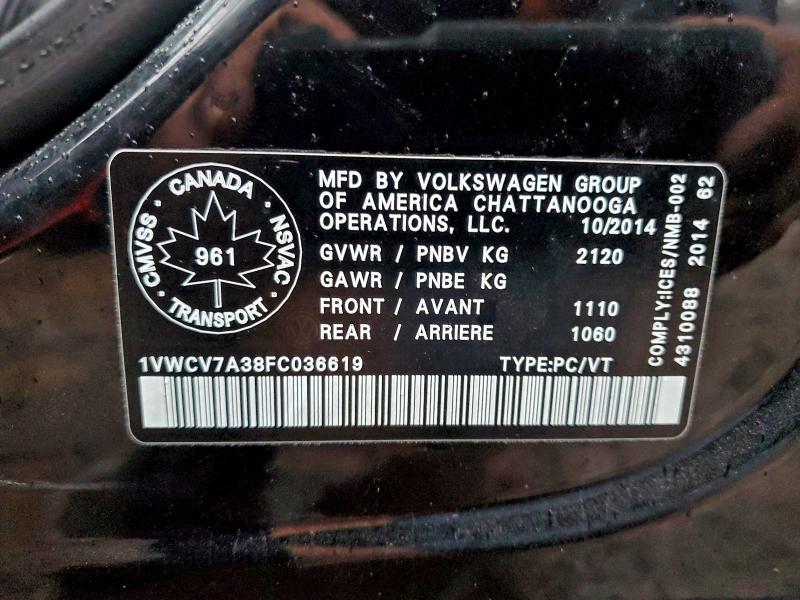 CANADA
CMVSS • NSVAC
961
TRANSPORT
MFD BY VOLKSWAGEN GROUP
OF AMERICA CHATTANOOGA
OPERATIONS, LLC. 10/2014
GVWR / PNBV KG 2120
GAWR / PNBE KG
FRONT / AVANT 1110
REAR / ARRIERE 1060
1VWCV7A38FC036619 TYPE:PC/VT
COMPLY:ICES/NMB-002
4310088 2014 62